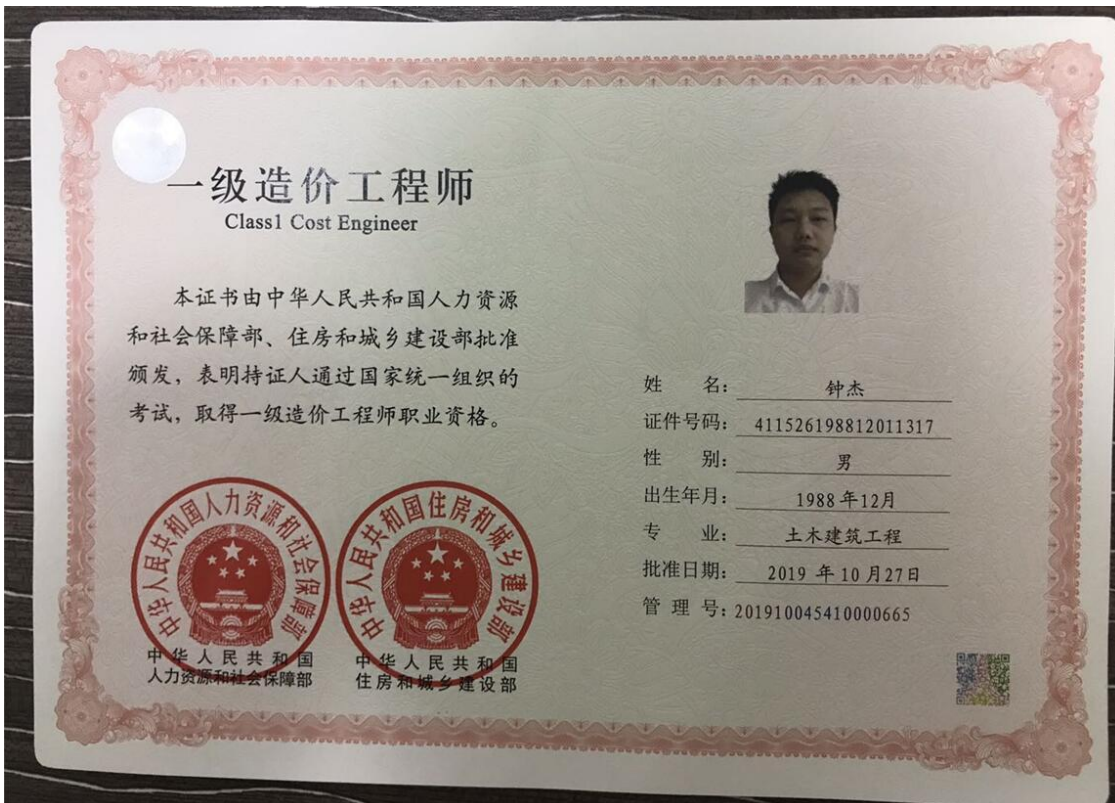 一级造价工程师
Class1 Cost Engineer
本证书由中华人民共和国人力资源
和社会保障部、住房和城乡建设部批准
颁发，表明持证人通过国家统一组织的
考试，取得一级造价工程师职业资格。
中华人民共和国人力资源和社会保障部
中华人民共和国
人力资源和社会保障部
中华人民共和国住房和城乡建设部
中华人民共和国
住房和城乡建设部
姓 名： 钟杰
证件号码： 411526198812011317
性 别： 男
出生年月： 1988年12月
专 业： 土木建筑工程
批准日期： 2019 年 10 月27日
管 理 号：201910045410000665